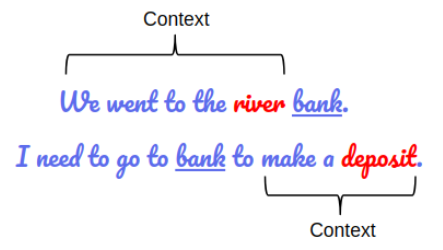 Context
We went to the river bank.
I need to go to bank to make a deposit.
Context